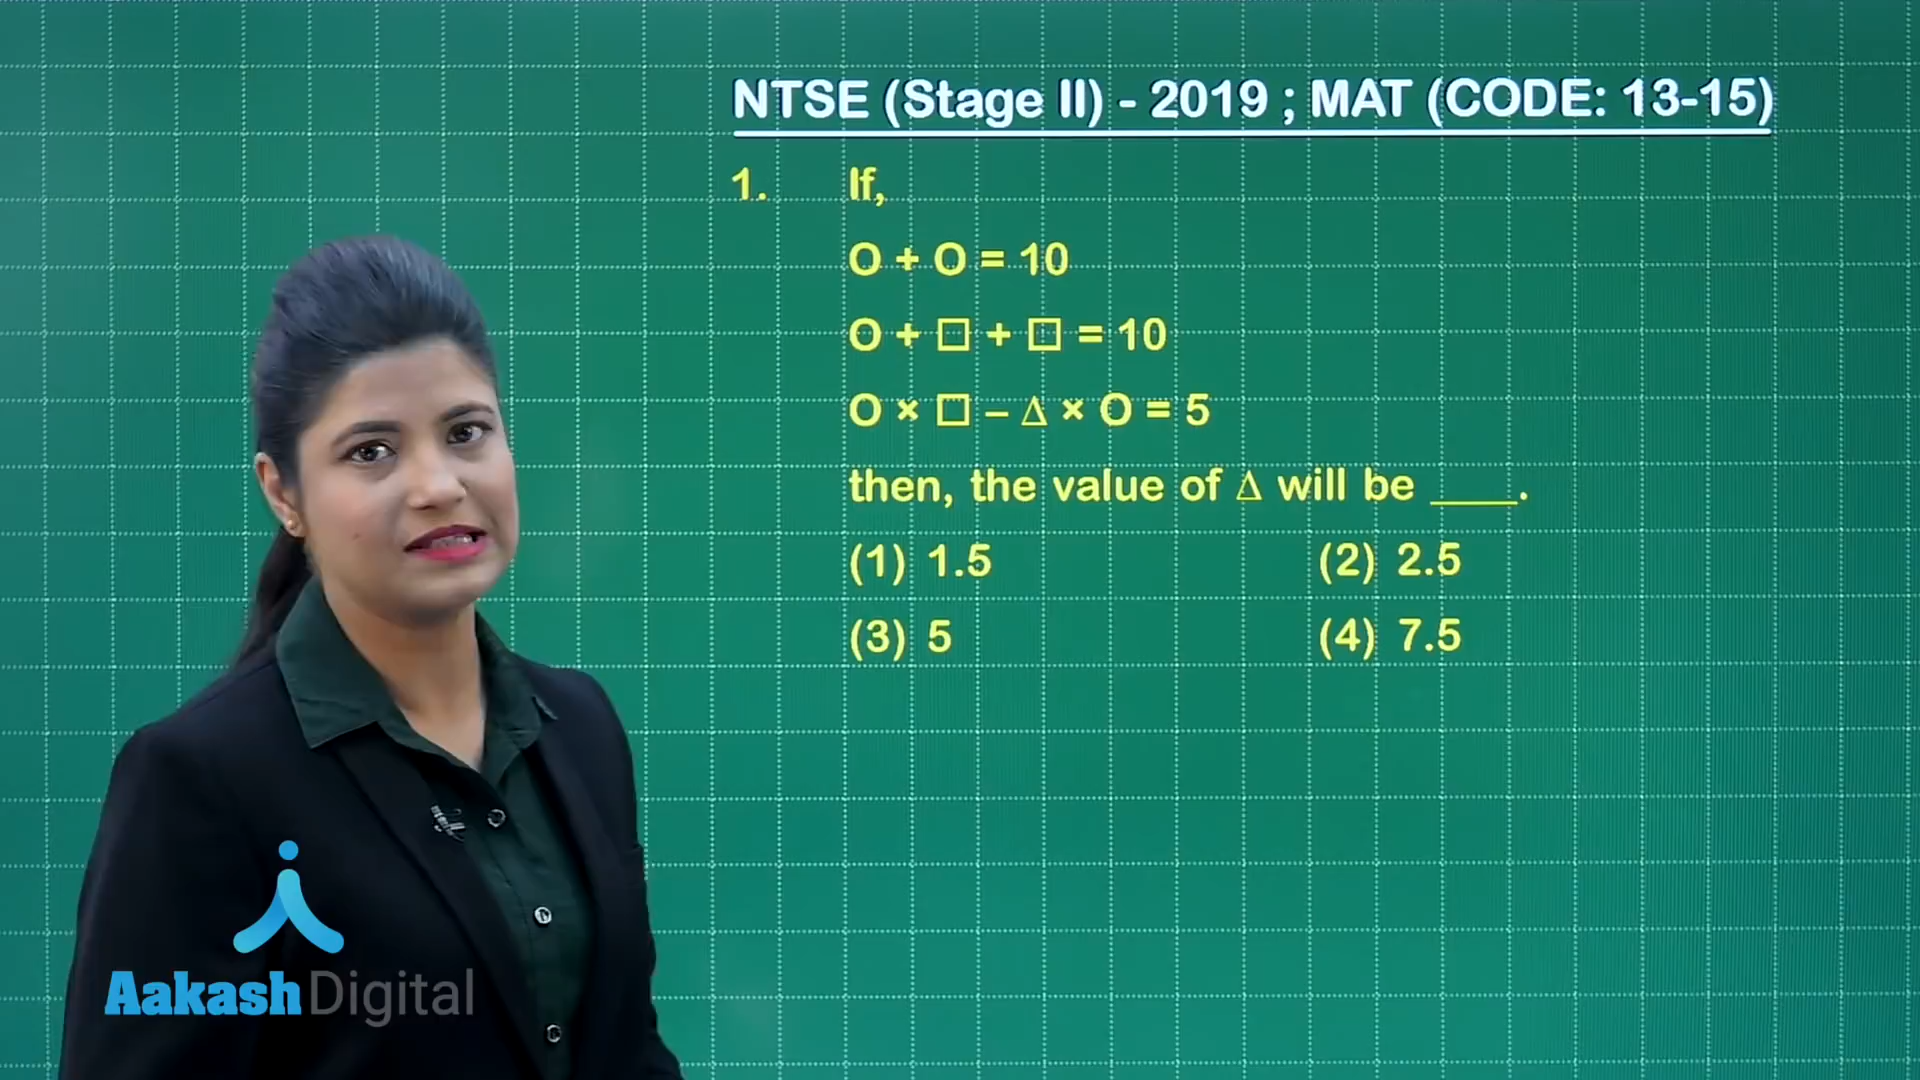 NTSE (Stage II) - 2019 ; MAT (CODE: 13-15)
1. If,
O + O = 10
O + □ + □ = 10
O × □ – Δ × O = 5
then, the value of Δ will be ____.
(1) 1.5 (2) 2.5
(3) 5 (4) 7.5
Aakash Digital